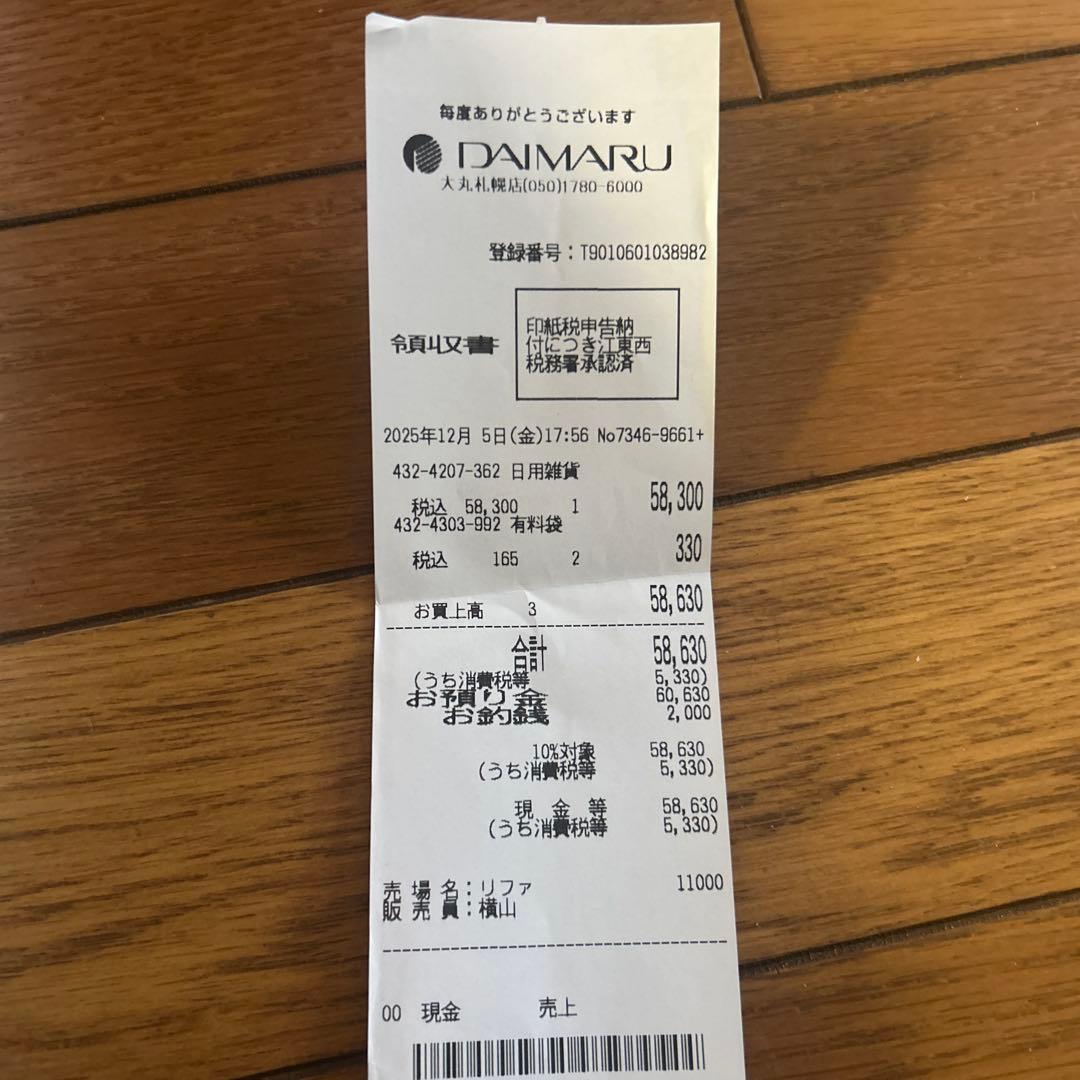 毎度ありがとうございます
DAIMARU
大丸札幌店(050)1780-6000
登録番号:T9010601038982
領収書
印紙税申告納
付につき江東西
税務署承認済
2025年12月 5日(金)17:56 No7346-9661+
432-4207-362 日用雑貨
税込 58,300 1 58,300
432-4303-992 有料袋
税込 165 2 330
お買上高 3 58,630
合計 58,630
(うち消費税等 5,330)
お預り金 60,630
お釣銭 2,000
10%対象 58,630
(うち消費税等 5,330)
現金等 58,630
(うち消費税等 5,330)
売場名:リファ 11000
販売員:横山
00 現金 売上